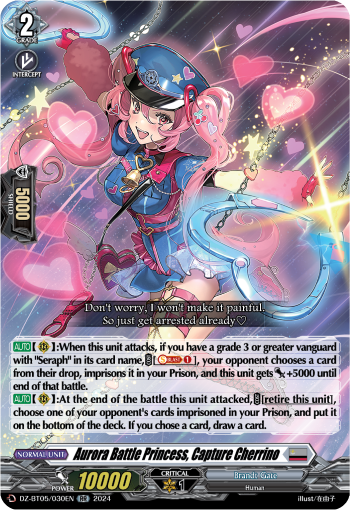 2
GRADE
INTERCEPT
5000
SHIELD
Don't worry, I won't make it painful.
So just get arrested already♡
AUTO【R】:When this unit attacks, if you have a grade 3 or greater vanguard
with "Seraph" in its card name, COST[SOUL BLAST 1], your opponent chooses a card
from their drop, imprisons it in your Prison, and this unit gets +5000 until
end of that battle.
AUTO【R】:At the end of the battle this unit attacked, COST[retire this unit],
choose one of your opponent's cards imprisoned in your Prison, and put it
on the bottom of the deck. If you chose a card, draw a card.
NORMAL UNIT
Aurora Battle Princess, Capture Cherrino
POWER 10000
CRITICAL
1
Brandt Gate
Human
DZ-BT05/030EN RR 2024
illust/在由子